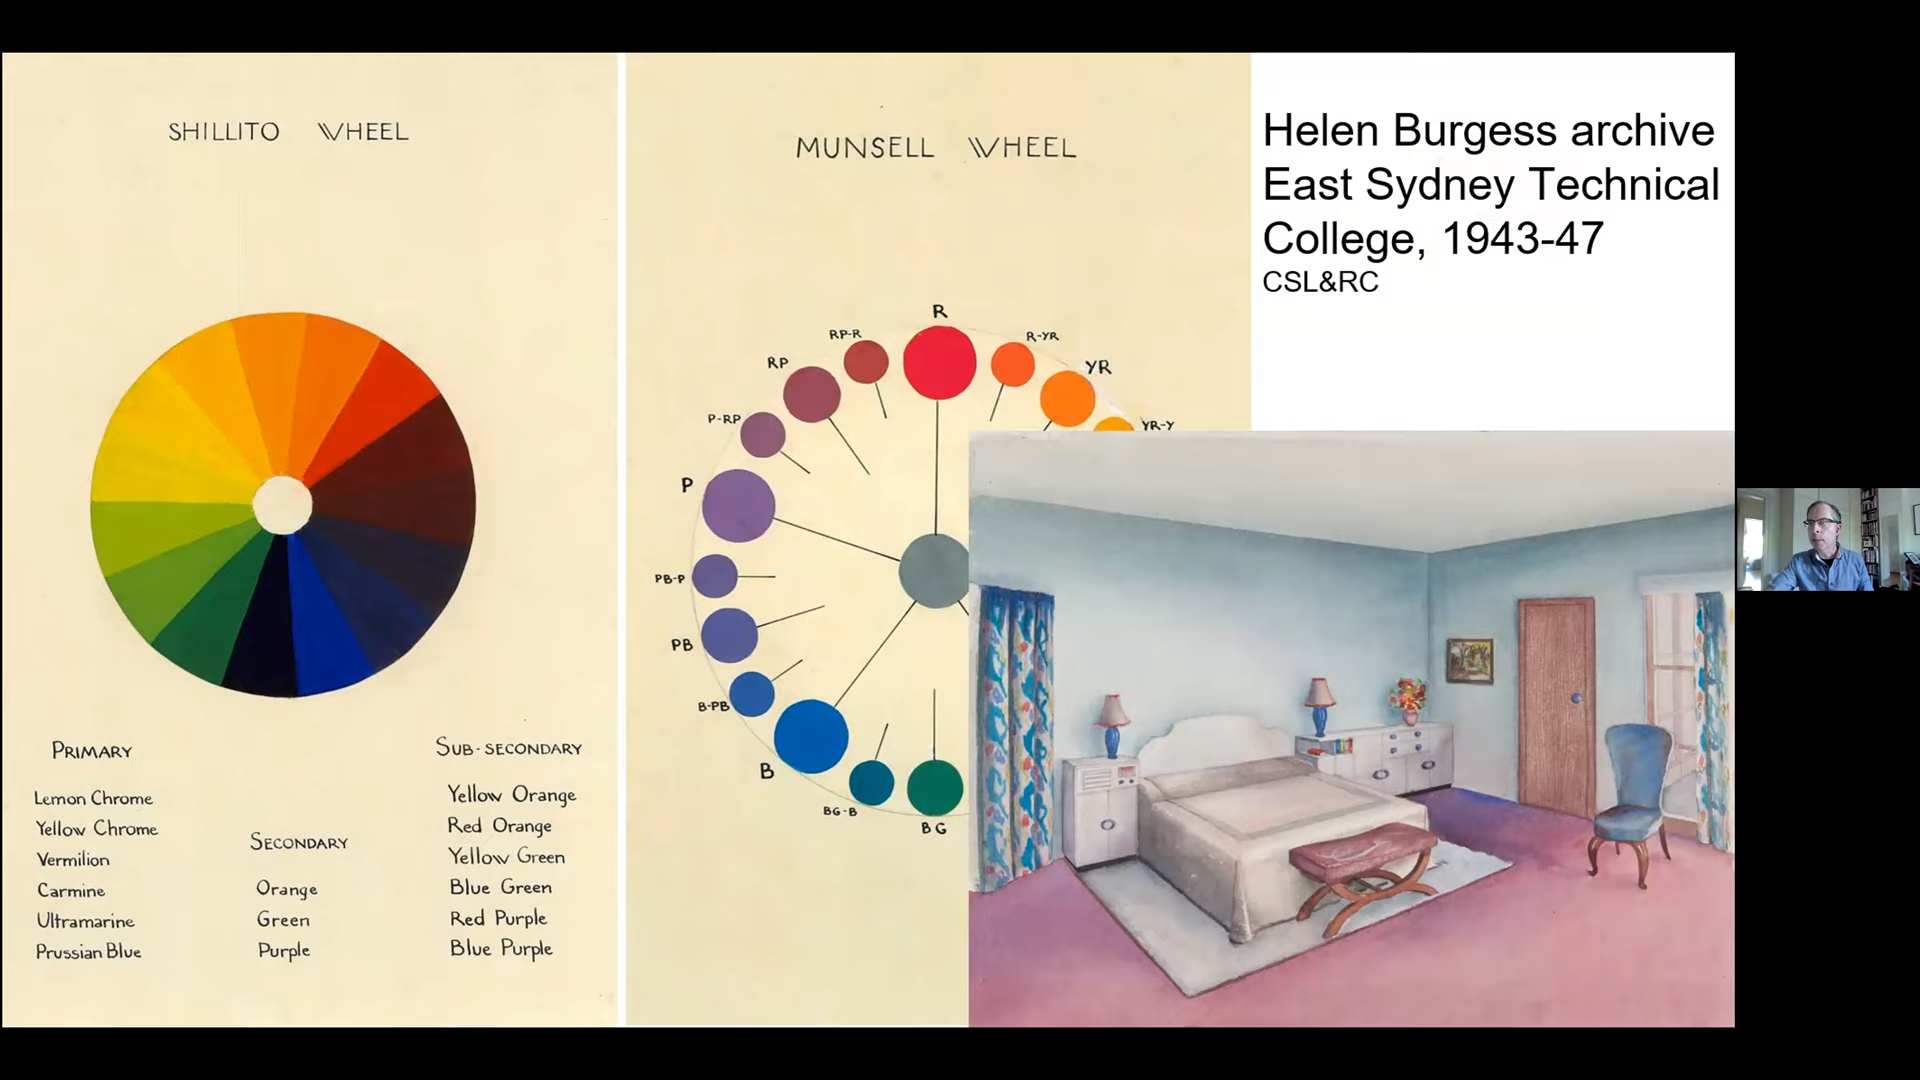 SHILLITO WHEEL
PRIMARY
Lemon Chrome
Yellow Chrome
Vermilion
Carmine
Ultramarine
Prussian Blue
SECONDARY
Orange
Green
Purple
SUB-SECONDARY
Yellow Orange
Red Orange
Yellow Green
Blue Green
Red Purple
Blue Purple
MUNSELL WHEEL
R
R-YR
YR
YR-Y
RP-R
RP
P-RP
P
PB-P
PB
B-PB
B
BG-B
BG
Helen Burgess archive
East Sydney Technical
College, 1943-47
CSL&RC